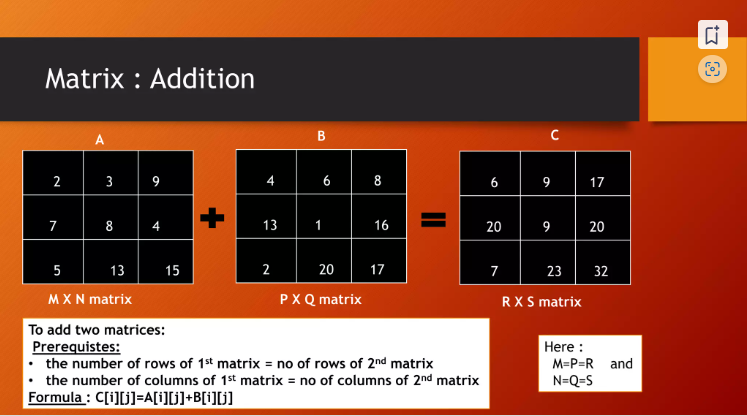 Matrix : Addition
A
B
C
2 3 9
7 8 4
5 13 15
+
4 6 8
13 1 16
2 20 17
=
6 9 17
20 9 20
7 23 32
M X N matrix
P X Q matrix
R X S matrix
To add two matrices:
Prerequistes:
• the number of rows of 1st matrix = no of rows of 2nd matrix
• the number of columns of 1st matrix = no of columns of 2nd matrix
Formula : C[i][j]=A[i][j]+B[i][j]
Here :
M=P=R and
N=Q=S